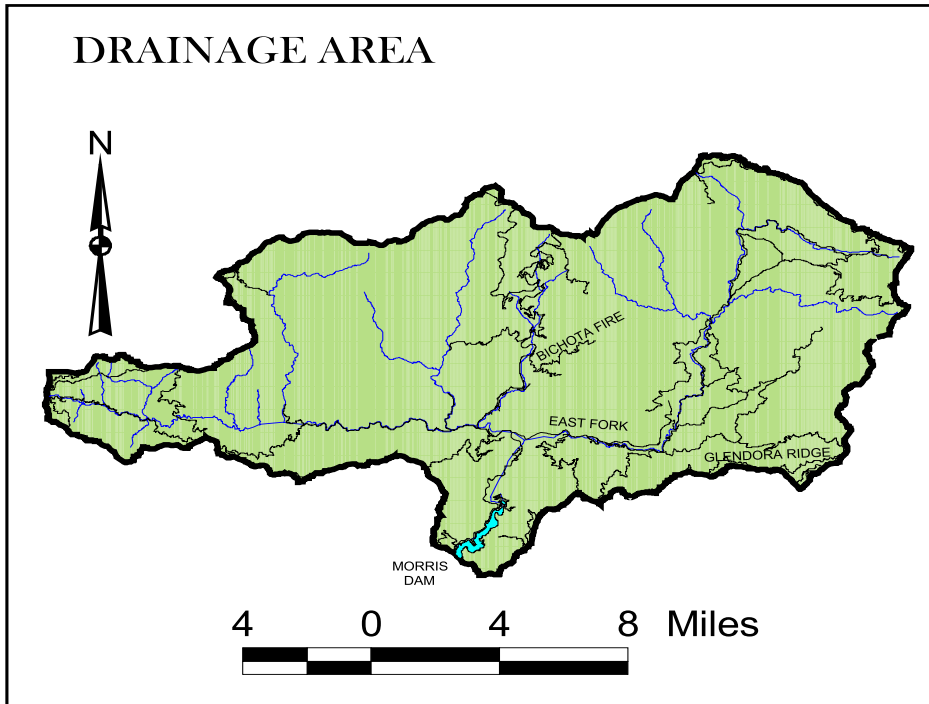 DRAINAGE AREA
N
BICHOTA FIRE
EAST FORK
GLENDORA RIDGE
MORRIS
DAM
4 0 4 8 Miles